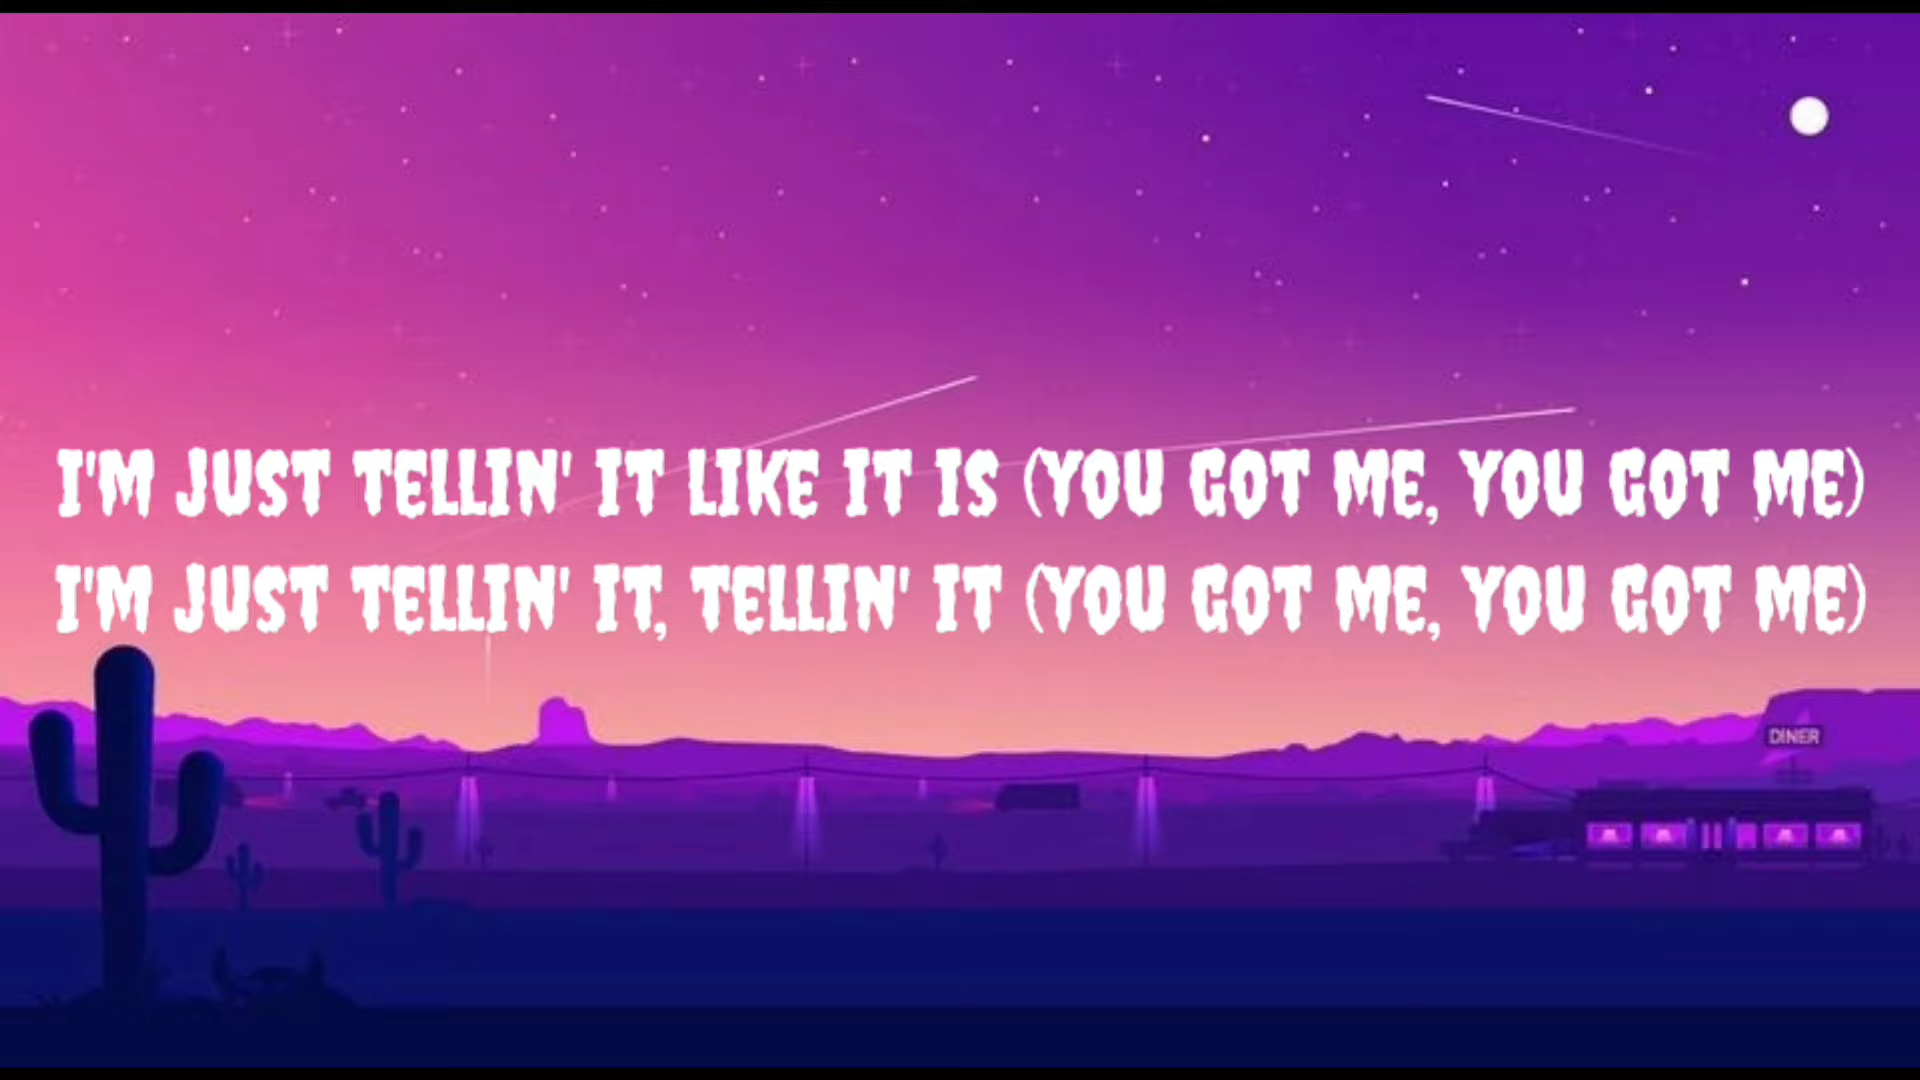 I'M JUST TELLIN' IT LIKE IT IS (YOU GOT ME, YOU GOT ME)
I'M JUST TELLIN' IT, TELLIN' IT (YOU GOT ME, YOU GOT ME)
DINER